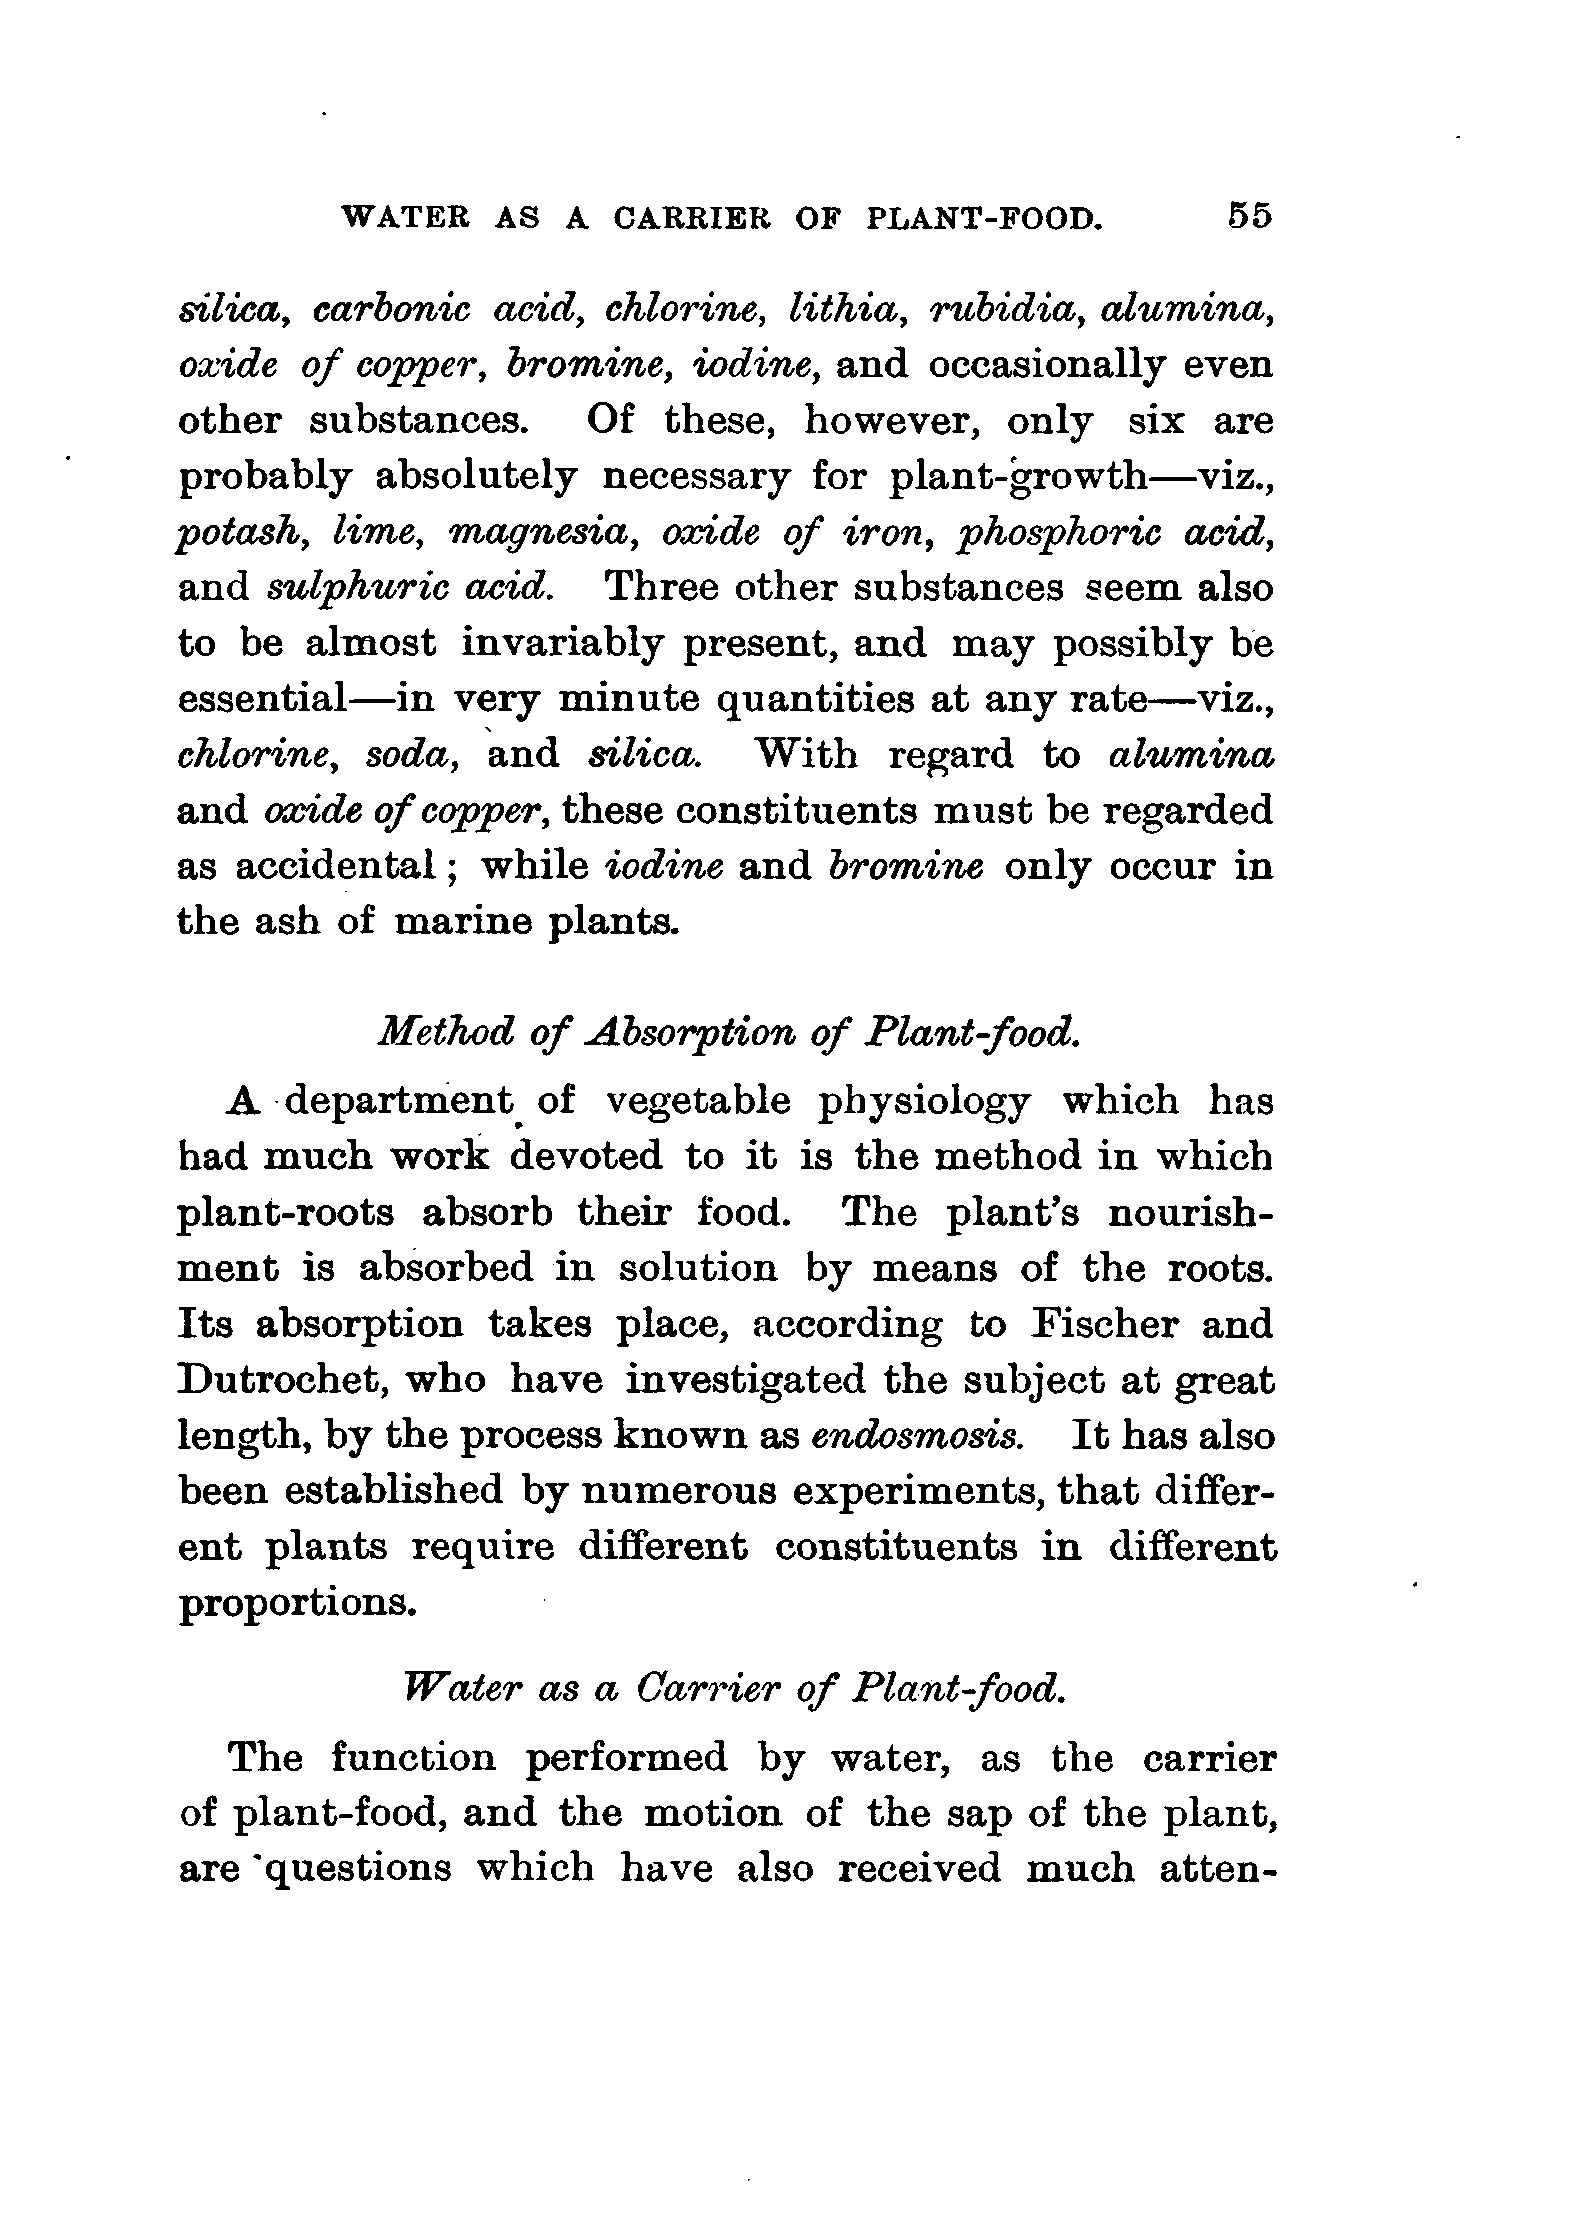 WATER AS A CARRIER OF PLANT-FOOD. 55
silica, carbonic acid, chlorine, lithia, rubidia, alumina,
oxide of copper, bromine, iodine, and occasionally even
other substances. Of these, however, only six are
probably absolutely necessary for plant-growth—viz.,
potash, lime, magnesia, oxide of iron, phosphoric acid,
and sulphuric acid. Three other substances seem also
to be almost invariably present, and may possibly be
essential—in very minute quantities at any rate—viz.,
chlorine, soda, and silica. With regard to alumina
and oxide of copper, these constituents must be regarded
as accidental; while iodine and bromine only occur in
the ash of marine plants.
Method of Absorption of Plant-food.
A department of vegetable physiology which has
had much work devoted to it is the method in which
plant-roots absorb their food. The plant's nourish-
ment is absorbed in solution by means of the roots.
Its absorption takes place, according to Fischer and
Dutrochet, who have investigated the subject at great
length, by the process known as endosmosis. It has also
been established by numerous experiments, that differ-
ent plants require different constituents in different
proportions.
Water as a Carrier of Plant-food.
The function performed by water, as the carrier
of plant-food, and the motion of the sap of the plant,
are questions which have also received much atten-